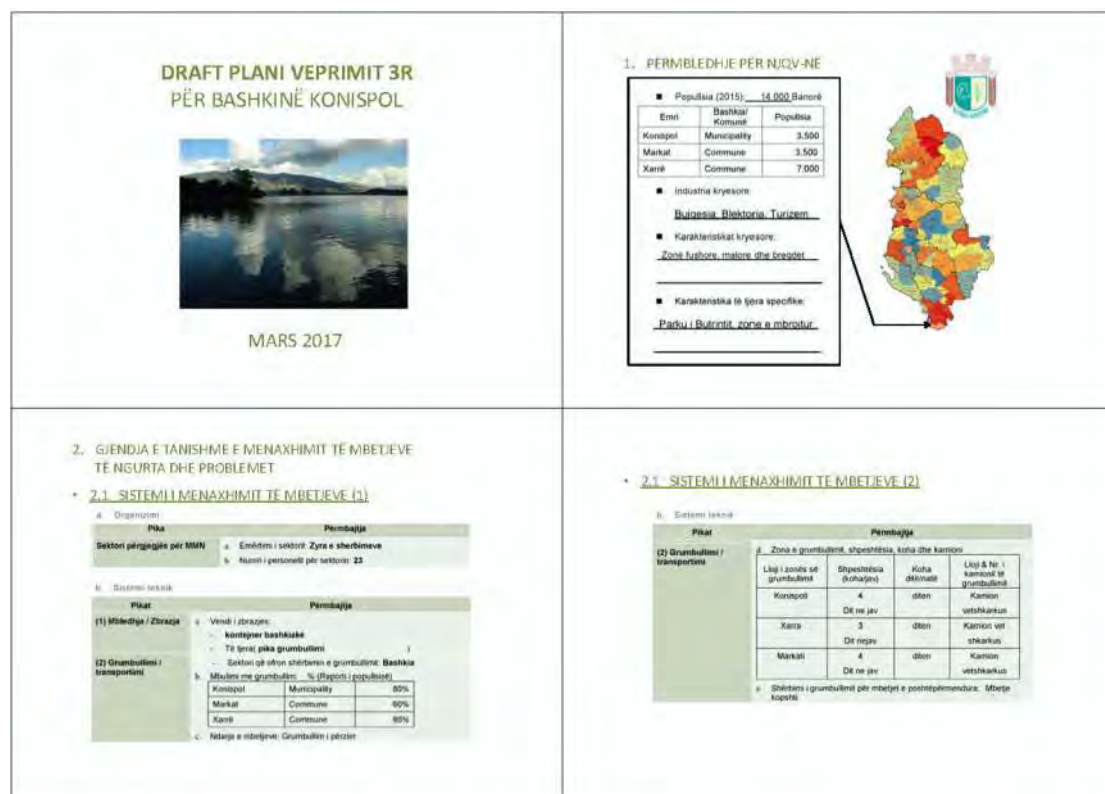 DRAFT PLANI VEPRIMIT 3R
PËR BASHKINË KONISPOL
MARS 2017
1. PËRMBLEDHJE PËR NJQV-NË
▪ Popullsia (2015): 14.000 Banorë
Emri Bashkia/ Komunë Popullsia
Konispol Municipality 3.500
Markat Commune 3.500
Xarrë Commune 7.000
▪ Industria kryesore:
Bujqesia, Blektoria, Turizem
▪ Karakteristikat kryesore:
Zonë fushore, malore dhe bregdet
▪ Karakteristika të tjera specifike:
Parku i Butrintit, zone e mbrojtur
2. GJENDJA E TANISHME E MENAXHIMIT TË MBETJEVE
TË NGURTA DHE PROBLEMET
• 2.1 SISTEMI I MENAXHIMIT TË MBETJEVE (1)
a. Organizimi
Pika Përmbajtja
Sektori përgjegjës për MMN a. Emërtimi i sektorit: Zyra e sherbimeve
b. Numri i personelit për sektorin: 23
b. Sistemi teknik
Pikat Përmbajtja
(1) Mbledhja / Zbrazja a. Vendi i zbrazjes:
- kontejner bashkiakë
- Të tjera( pika grumbullimi )
(2) Grumbullimi / transportimi - Sektori që ofron shërbimin e grumbullimit: Bashkia
b. Mbulimi me grumbullim: % (Raporti i popullsisë)
Konispol Municipality 80%
Markat Commune 60%
Xarrë Commune 80%
c. Ndarja e mbetjeve: Grumbullim i përzier
• 2.1 SISTEMI I MENAXHIMIT TË MBETJEVE (2)
b. Sistemi teknik
Pikat Përmbajtja
(2) Grumbullimi / transportimi d. Zona e grumbullimit, shpeshtësia, koha dhe kamioni
Lloji i zonës së grumbullimit Shpeshtësia (koha/jav) Koha ditë/natë Lloji & Nr. i kamionit të grumbullimit
Konispoli 4 Dit ne jav diten Kamion vetshkarkus
Xarra 3 Dit nejav diten Kamion vet shkarkus
Markati 4 Dit ne jav diten Kamion vetshkarkus
e. Shërbimi i grumbullimit për mbetjet e poshtëpërmendura: Mbetje
kopshti